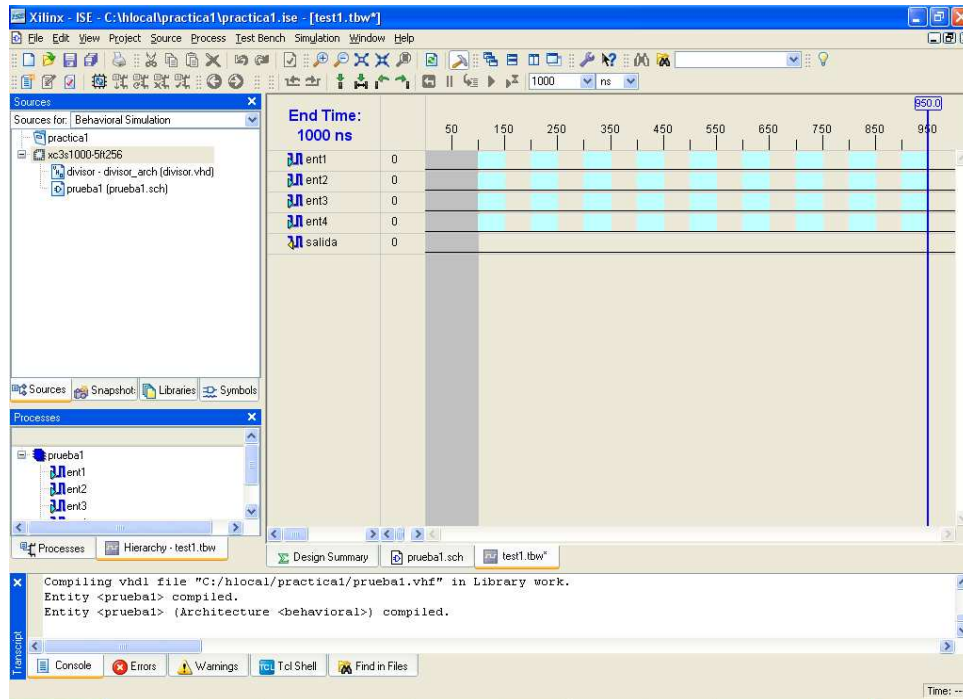 Xilinx - ISE - C:\hlocal\practica1\practica1.ise - [test1.tbw*]
File Edit View Project Source Process Test Bench Simulation Window Help
1000 ns
Sources
Sources for: Behavioral Simulation
practica1
xc3s1000-5ft256
divisor - divisor_arch (divisor.vhd)
prueba1 (prueba1.sch)
Sources Snapshot Libraries Symbols
Processes
prueba1
ent1
ent2
ent3
Processes Hierarchy - test1.tbw
End Time:
1000 ns
950.0
50 150 250 350 450 550 650 750 850 950
ent1 0
ent2 0
ent3 0
ent4 0
salida 0
Design Summary prueba1.sch test1.tbw*
Compiling vhdl file "C:/hlocal/practica1/prueba1.vhf" in Library work.
Entity <prueba1> compiled.
Entity <prueba1> (Architecture <behavioral>) compiled.
Transcript
Console Errors Warnings TCL Tcl Shell Find in Files
Time: --